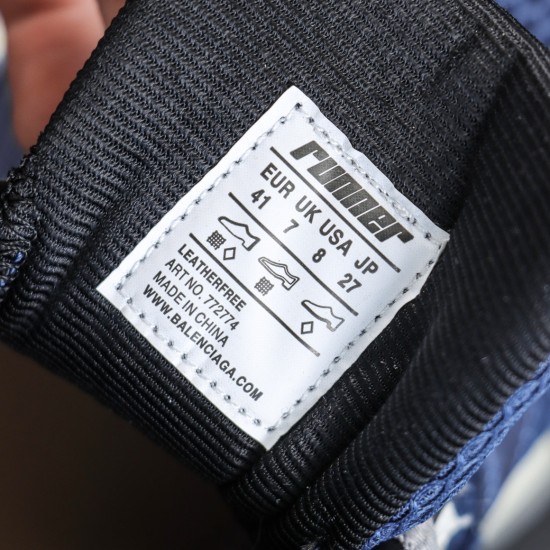 runner
EUR UK USA JP
41 7 8 27
LEATHERFREE
ART NO. 772774
MADE IN CHINA
WWW.BALENCIAGA.COM